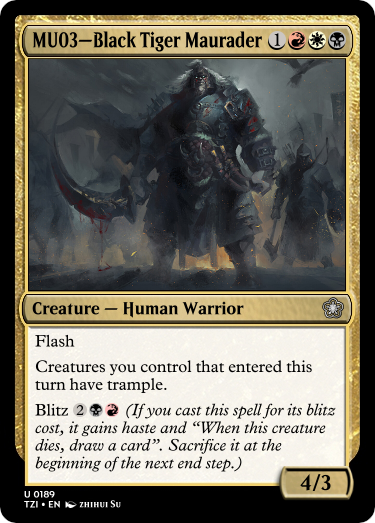 MU03—Black Tiger Maurader 1
Creature — Human Warrior
Flash
Creatures you control that entered this
turn have trample.
Blitz 2 (If you cast this spell for its blitz
cost, it gains haste and “When this creature
dies, draw a card”. Sacrifice it at the
beginning of the next end step.)
4/3
U 0189
TZI • EN ZHIHUI SU